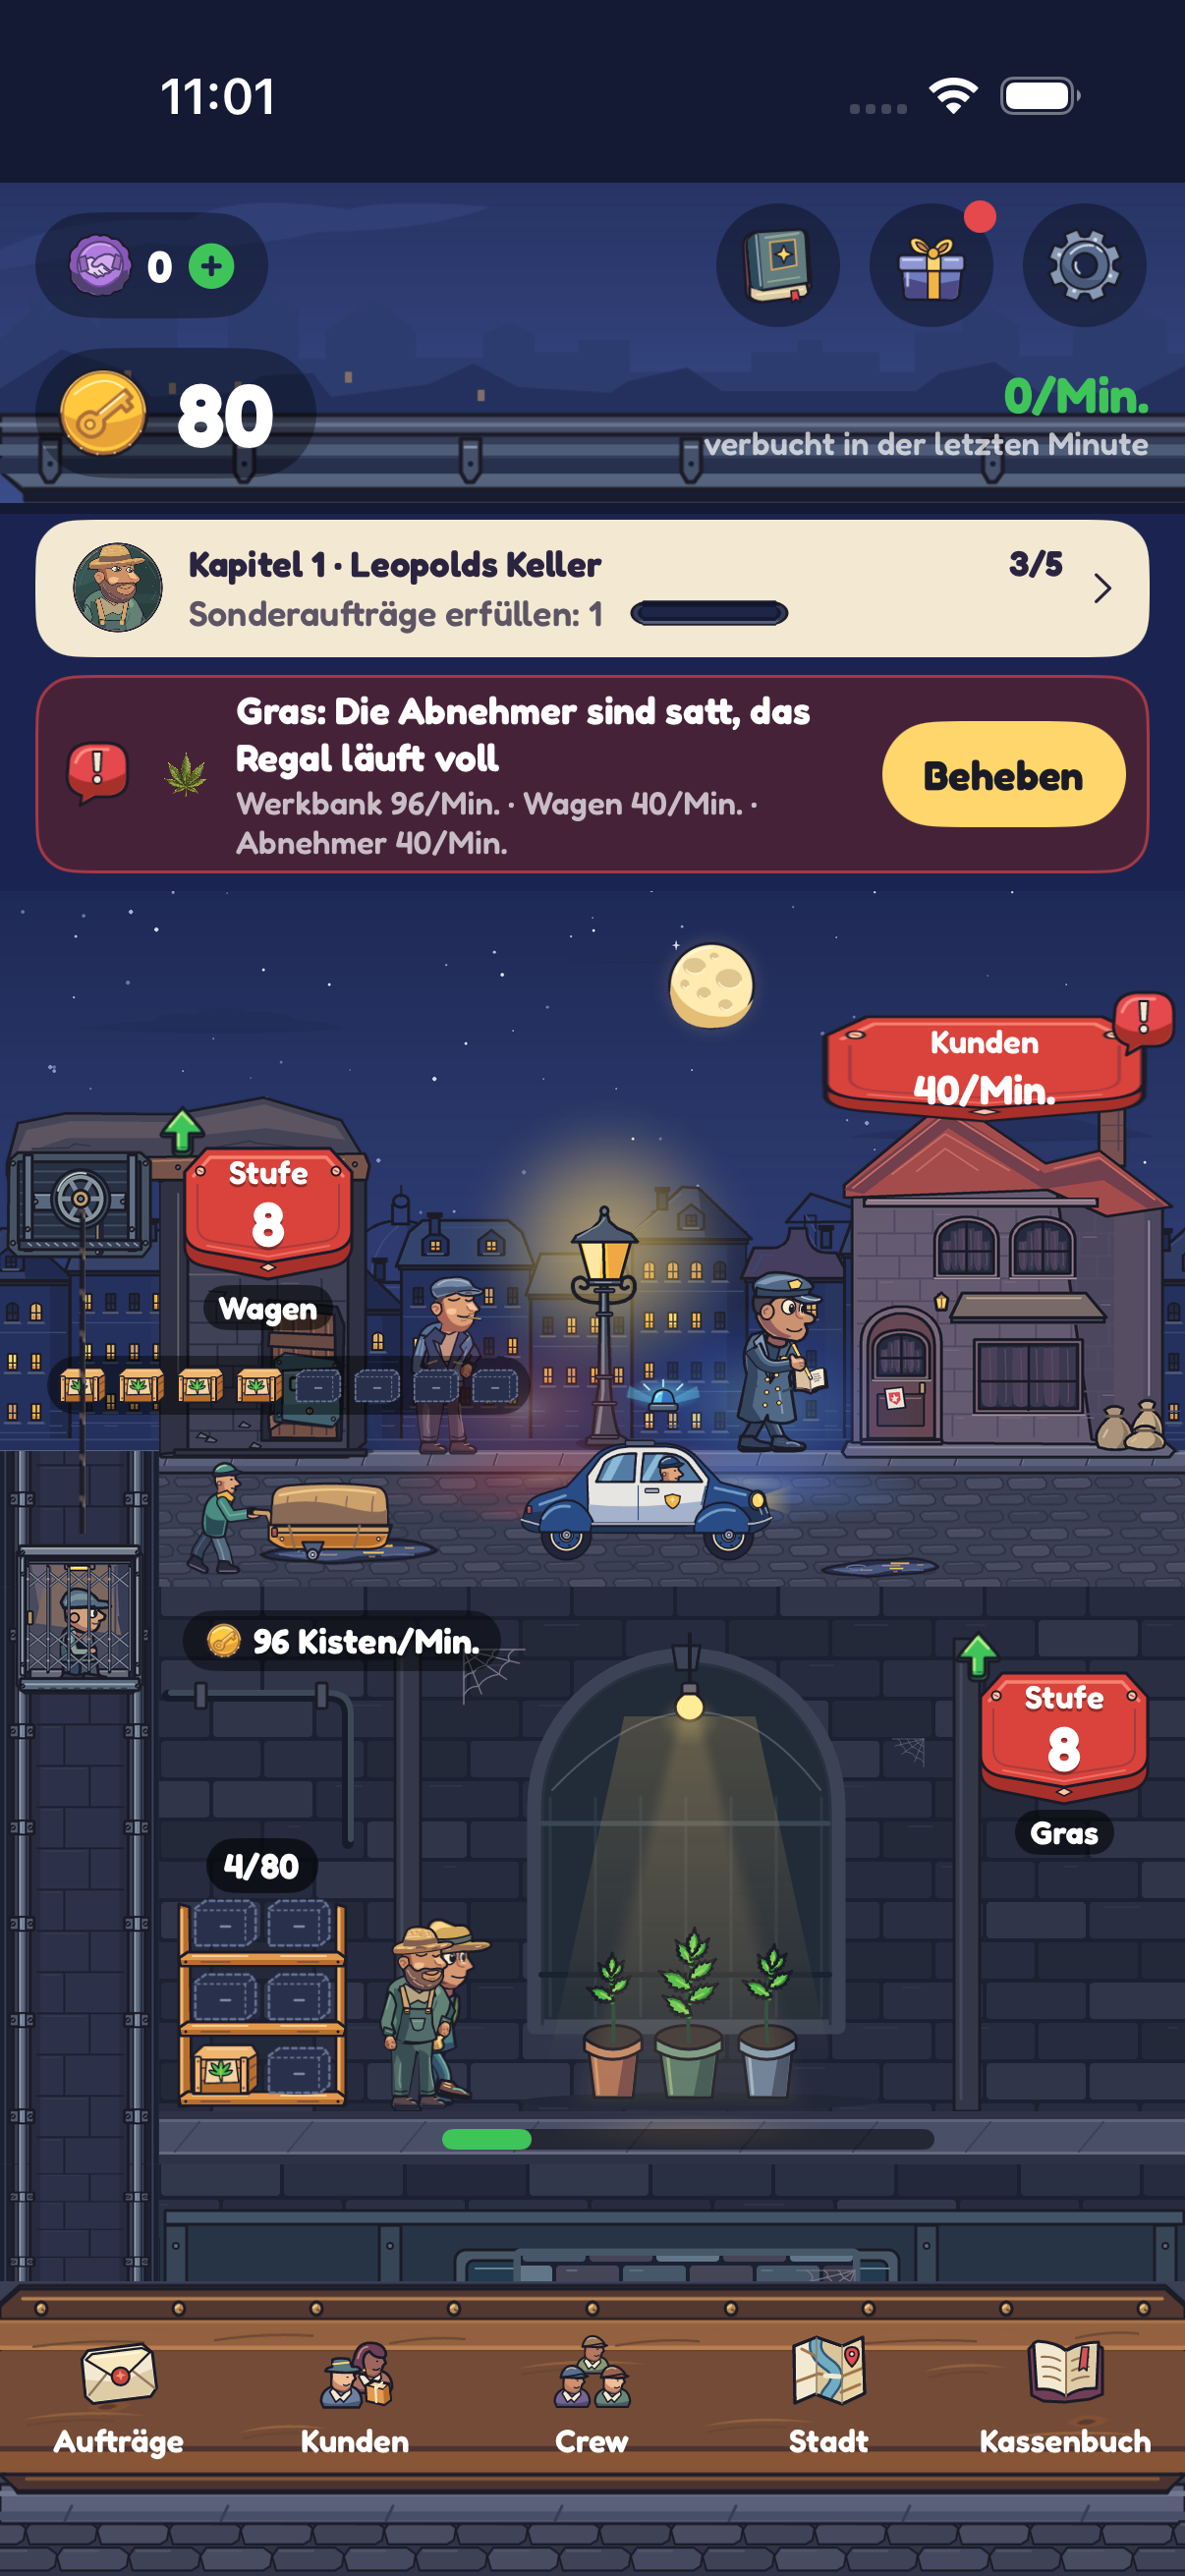 11:01
0
80
0/Min.
verbucht in der letzten Minute
Kapitel 1 · Leopolds Keller
3/5
Sonderaufträge erfüllen: 1
Gras: Die Abnehmer sind satt, das
Regal läuft voll
Werkbank 96/Min. · Wagen 40/Min. ·
Abnehmer 40/Min.
Beheben
Kunden
40/Min.
Stufe
8
Wagen
96 Kisten/Min.
Stufe
8
Gras
4/80
Aufträge
Kunden
Crew
Stadt
Kassenbuch